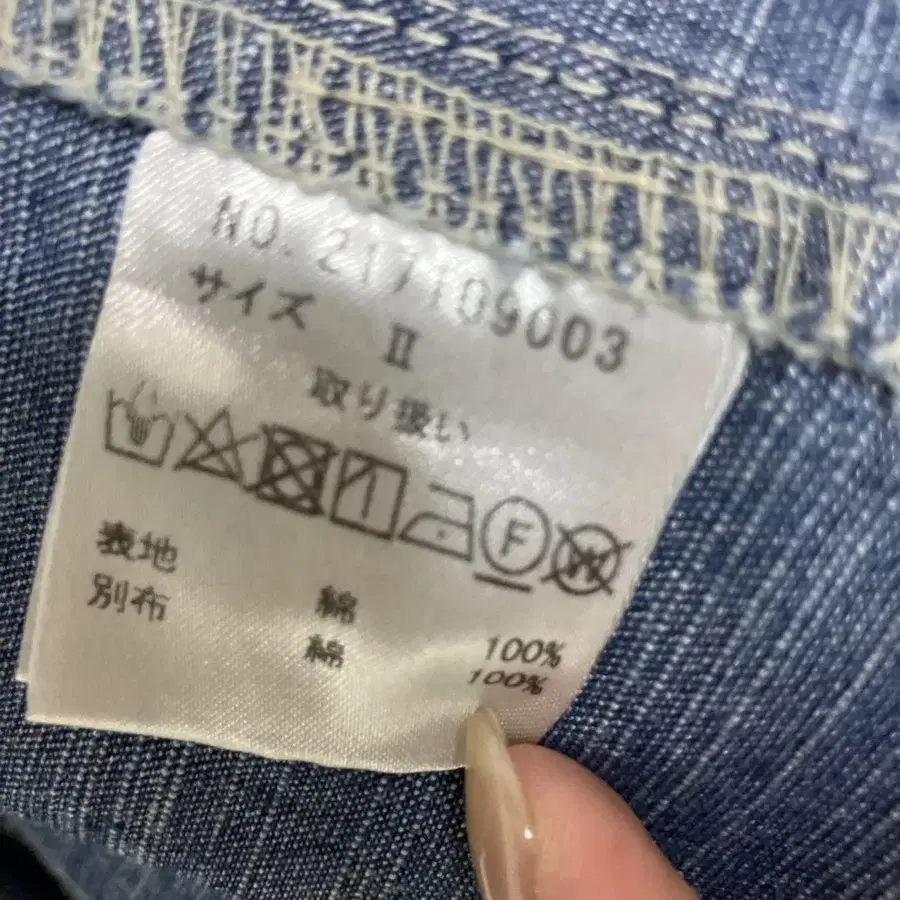 NO. 217109003
サイズ
II
取り扱い
F
W
表地 綿 100%
別布 綿 100%